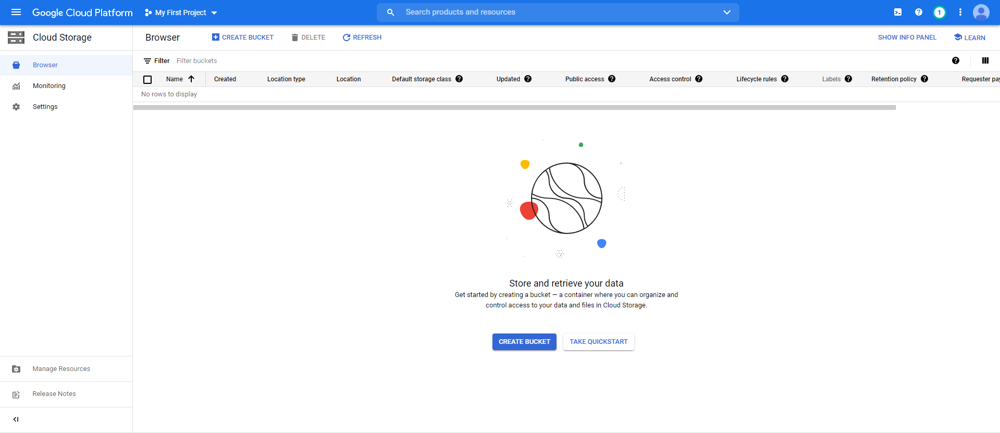 Google Cloud Platform My First Project Search products and resources 1
Cloud Storage Browser CREATE BUCKET DELETE REFRESH SHOW INFO PANEL LEARN
Browser Filter Filter buckets
Monitoring Name Created Location type Location Default storage class Updated Public access Access control Lifecycle rules Labels Retention policy Requester pay
No rows to display
Settings
Store and retrieve your data
Get started by creating a bucket — a container where you can organize and
control access to your data and files in Cloud Storage.
CREATE BUCKET TAKE QUICKSTART
Manage Resources
Release Notes